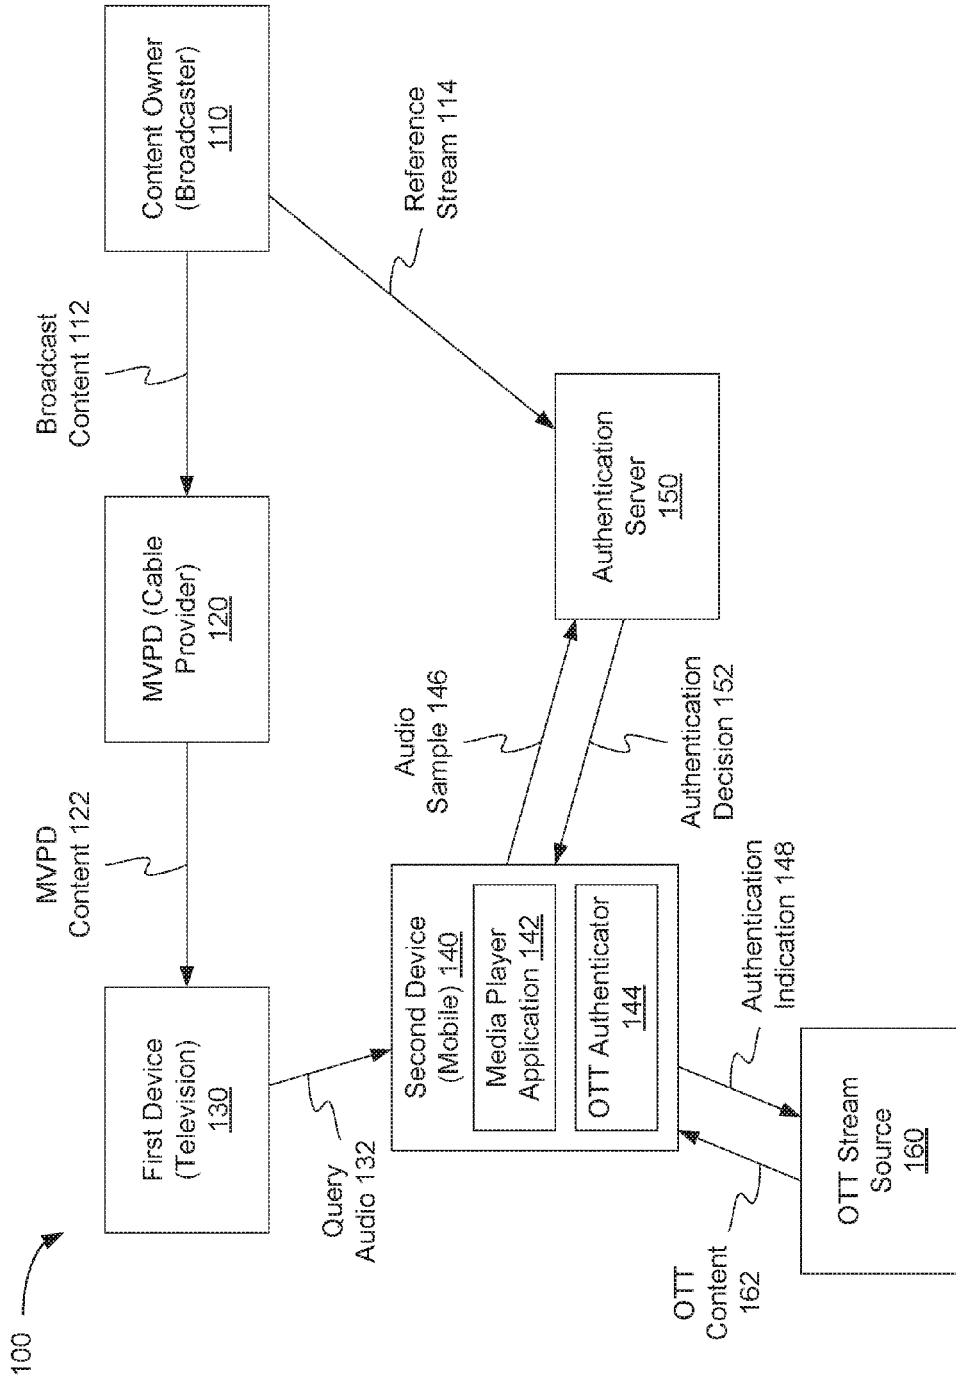 100
First Device
(Television)
130
MVPD
Content 122
MVPD (Cable
Provider)
120
Broadcast
Content 112
Content Owner
(Broadcaster)
110
Query
Audio 132
Second Device
(Mobile) 140
Media Player
Application 142
OTT Authenticator
144
Audio
Sample 146
Authentication
Decision 152
Authentication
Server
150
Reference
Stream 114
OTT
Content
162
Authentication
Indication 148
OTT Stream
Source
160